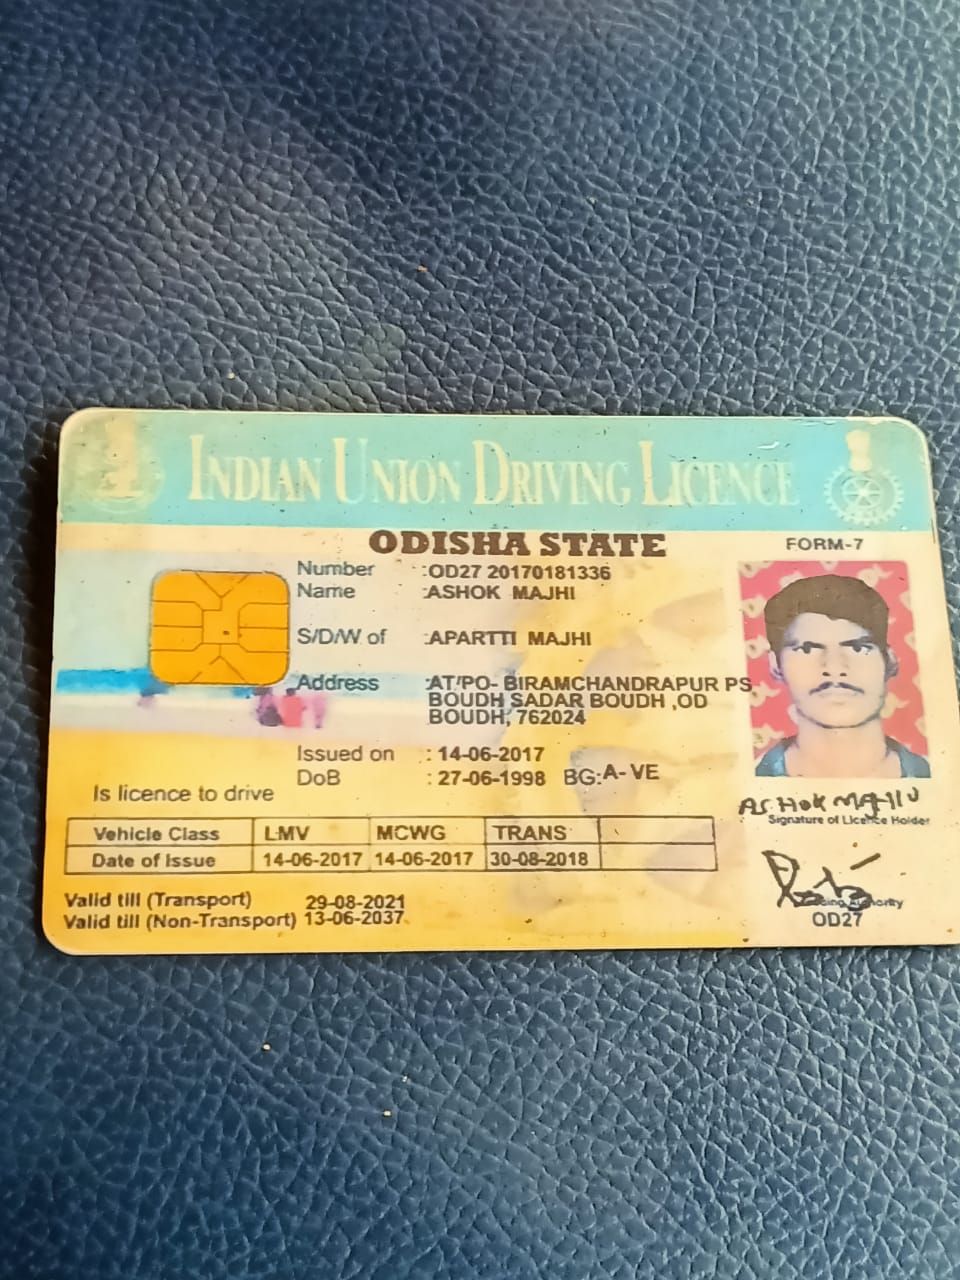 INDIAN UNION DRIVING LICENCE
ODISHA STATE
FORM-7
Number :OD27 20170181336
Name :ASHOK MAJHI
S/D/W of :APARTTI MAJHI
Address :AT/PO- BIRAMCHANDRAPUR PS
BOUDH SADAR BOUDH ,OD
BOUDH, 762024
Issued on : 14-06-2017
DoB : 27-06-1998 BG:A-VE
ASHOK MAJHI
Signature of Licence Holder
Is licence to drive
Vehicle Class LMV MCWG TRANS
Date of Issue 14-06-2017 14-06-2017 30-08-2018
Valid till (Transport) 29-08-2021
Valid till (Non-Transport) 13-06-2037
Authority
OD27